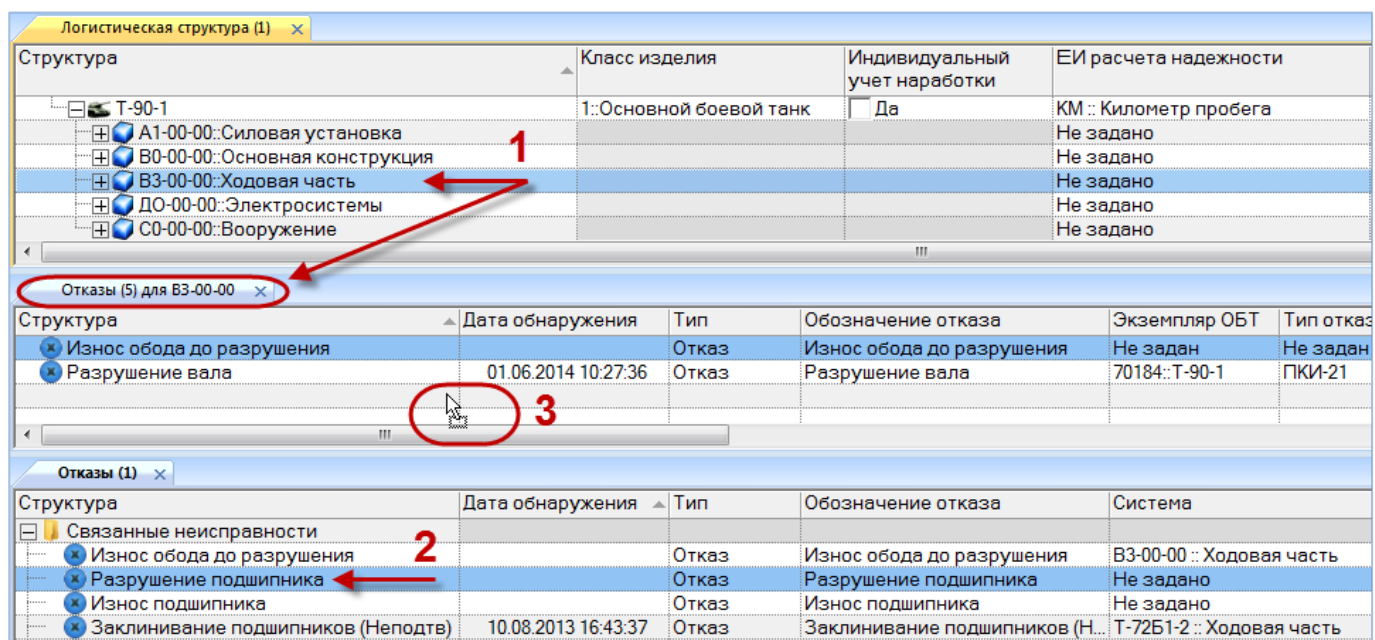 Логистическая структура (1)
Структура Класс изделия Индивидуальный учет наработки ЕИ расчета надежности
Т-90-1 1::Основной боевой танк Да КМ :: Километр пробега
А1-00-00::Силовая установка Не задано
В0-00-00::Основная конструкция Не задано
1
В3-00-00::Ходовая часть Не задано
ДО-00-00::Электросистемы Не задано
С0-00-00::Вооружение Не задано
Отказы (5) для В3-00-00
Структура Дата обнаружения Тип Обозначение отказа Экземпляр ОБТ Тип отказ
Износ обода до разрушения Отказ Износ обода до разрушения Не задан Не задан
Разрушение вала 01.06.2014 10:27:36 Отказ Разрушение вала 70184::Т-90-1 ПКИ-21
3
Отказы (1)
Структура Дата обнаружения Тип Обозначение отказа Система
Связанные неисправности
2
Износ обода до разрушения Отказ Износ обода до разрушения В3-00-00 :: Ходовая часть
Разрушение подшипника Отказ Разрушение подшипника Не задано
Износ подшипника Отказ Износ подшипника Не задано
Заклинивание подшипников (Неподтв) 10.08.2013 16:43:37 Отказ Заклинивание подшипников (Н... Т-72Б1-2 :: Ходовая часть